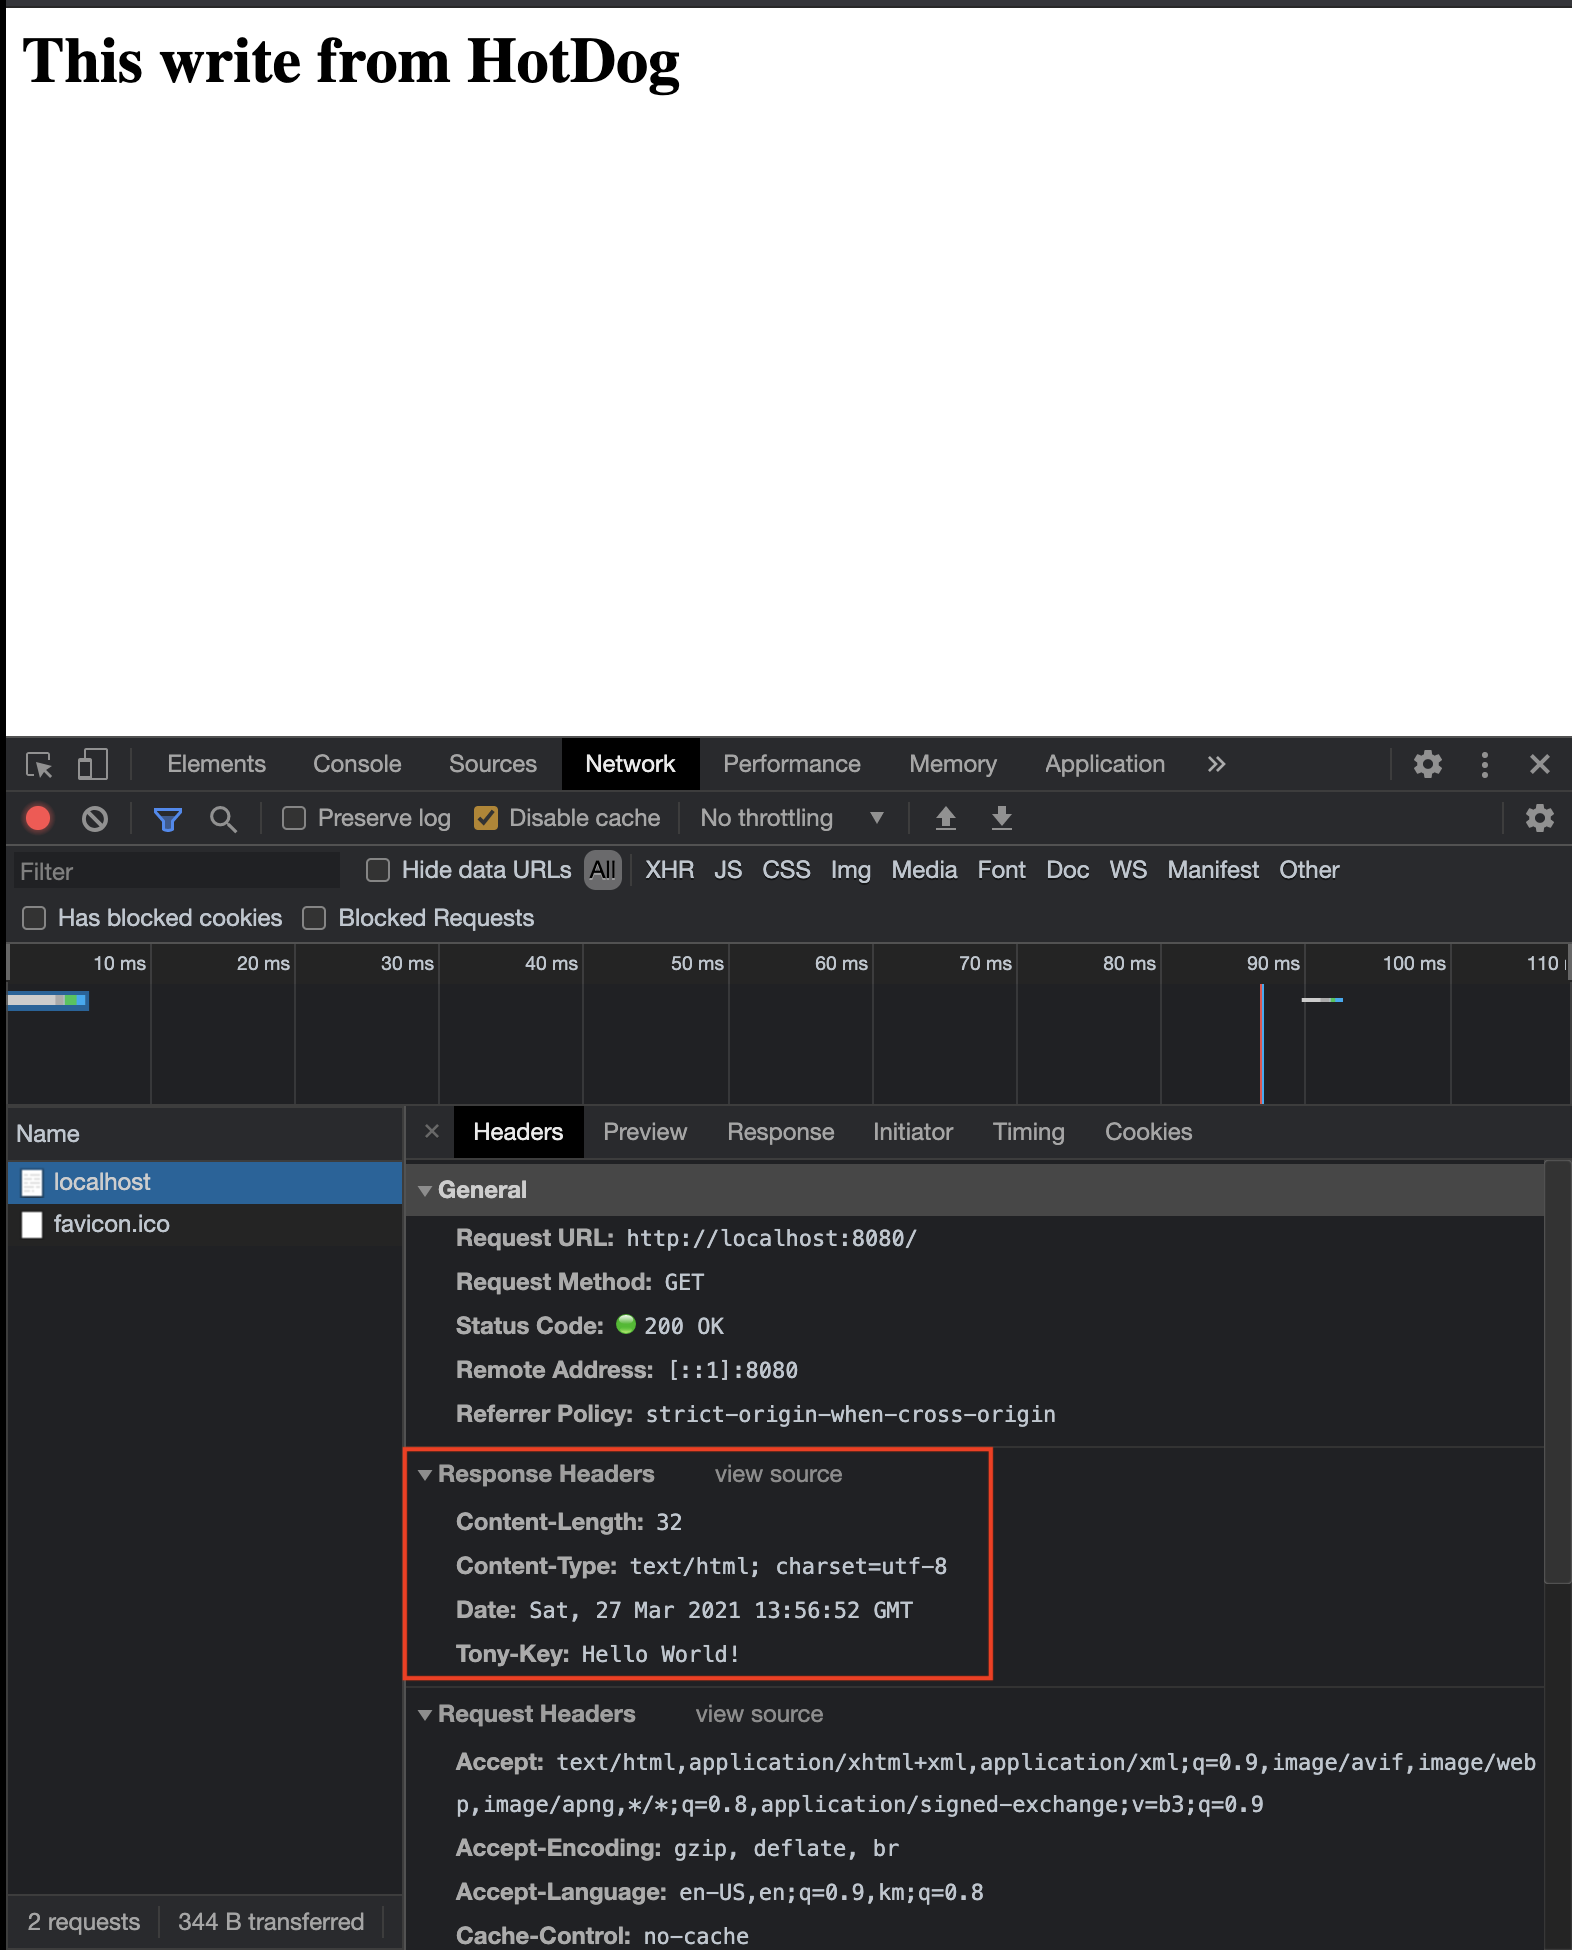 This write from HotDog
Elements Console Sources Network Performance Memory Application »
Preserve log Disable cache No throttling ▼
Filter Hide data URLs All XHR JS CSS Img Media Font Doc WS Manifest Other
Has blocked cookies Blocked Requests
10 ms 20 ms 30 ms 40 ms 50 ms 60 ms 70 ms 80 ms 90 ms 100 ms 110
Name
localhost
favicon.ico
Headers Preview Response Initiator Timing Cookies
General
Request URL: http://localhost:8080/
Request Method: GET
Status Code: 200 OK
Remote Address: [::1]:8080
Referrer Policy: strict-origin-when-cross-origin
Response Headers view source
Content-Length: 32
Content-Type: text/html; charset=utf-8
Date: Sat, 27 Mar 2021 13:56:52 GMT
Tony-Key: Hello World!
Request Headers view source
Accept: text/html,application/xhtml+xml,application/xml;q=0.9,image/avif,image/web
p,image/apng,*/*;q=0.8,application/signed-exchange;v=b3;q=0.9
Accept-Encoding: gzip, deflate, br
Accept-Language: en-US,en;q=0.9,km;q=0.8
Cache-Control: no-cache
2 requests 344 B transferred